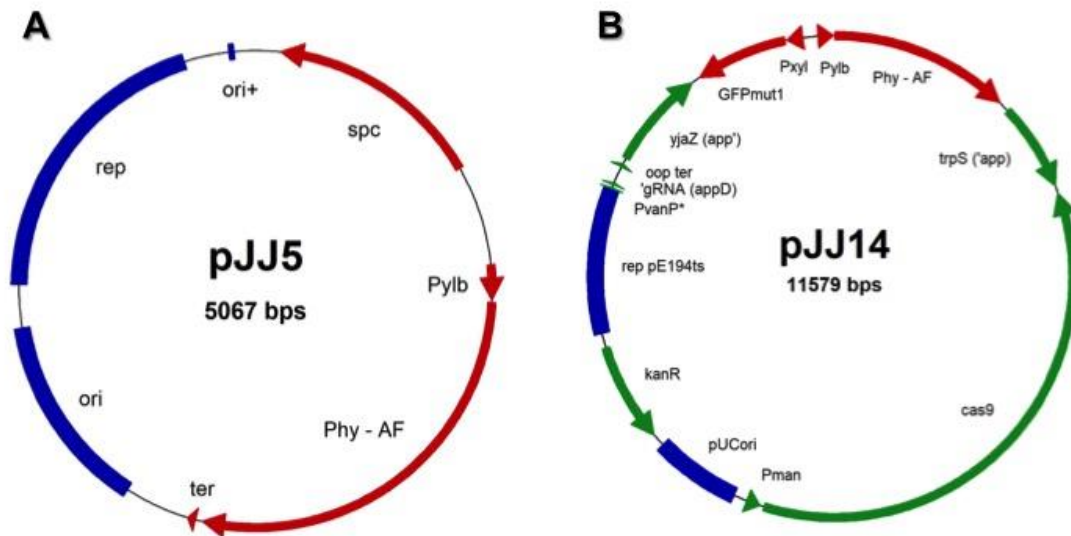 A
ori+
spc
rep
pJJ5
5067 bps
Pylb
ori
Phy - AF
ter
B
Pxyl
Pylb
Phy - AF
GFPmut1
yjaZ (app')
trpS ('app)
oop ter
'gRNA (appD)
PvanP*
pJJ14
11579 bps
rep pE194ts
kanR
cas9
pUCori
Pman